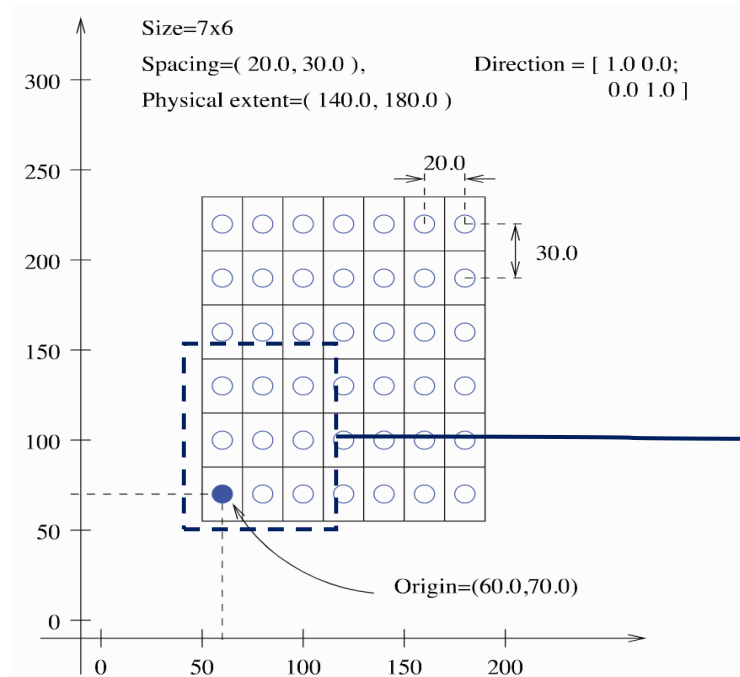 Size=7x6
Spacing=( 20.0, 30.0 ),
Direction = [ 1.0 0.0;
0.0 1.0 ]
Physical extent=( 140.0, 180.0 )
300
250
200
150
100
50
0
20.0
30.0
Origin=(60.0,70.0)
0
50
100
150
200